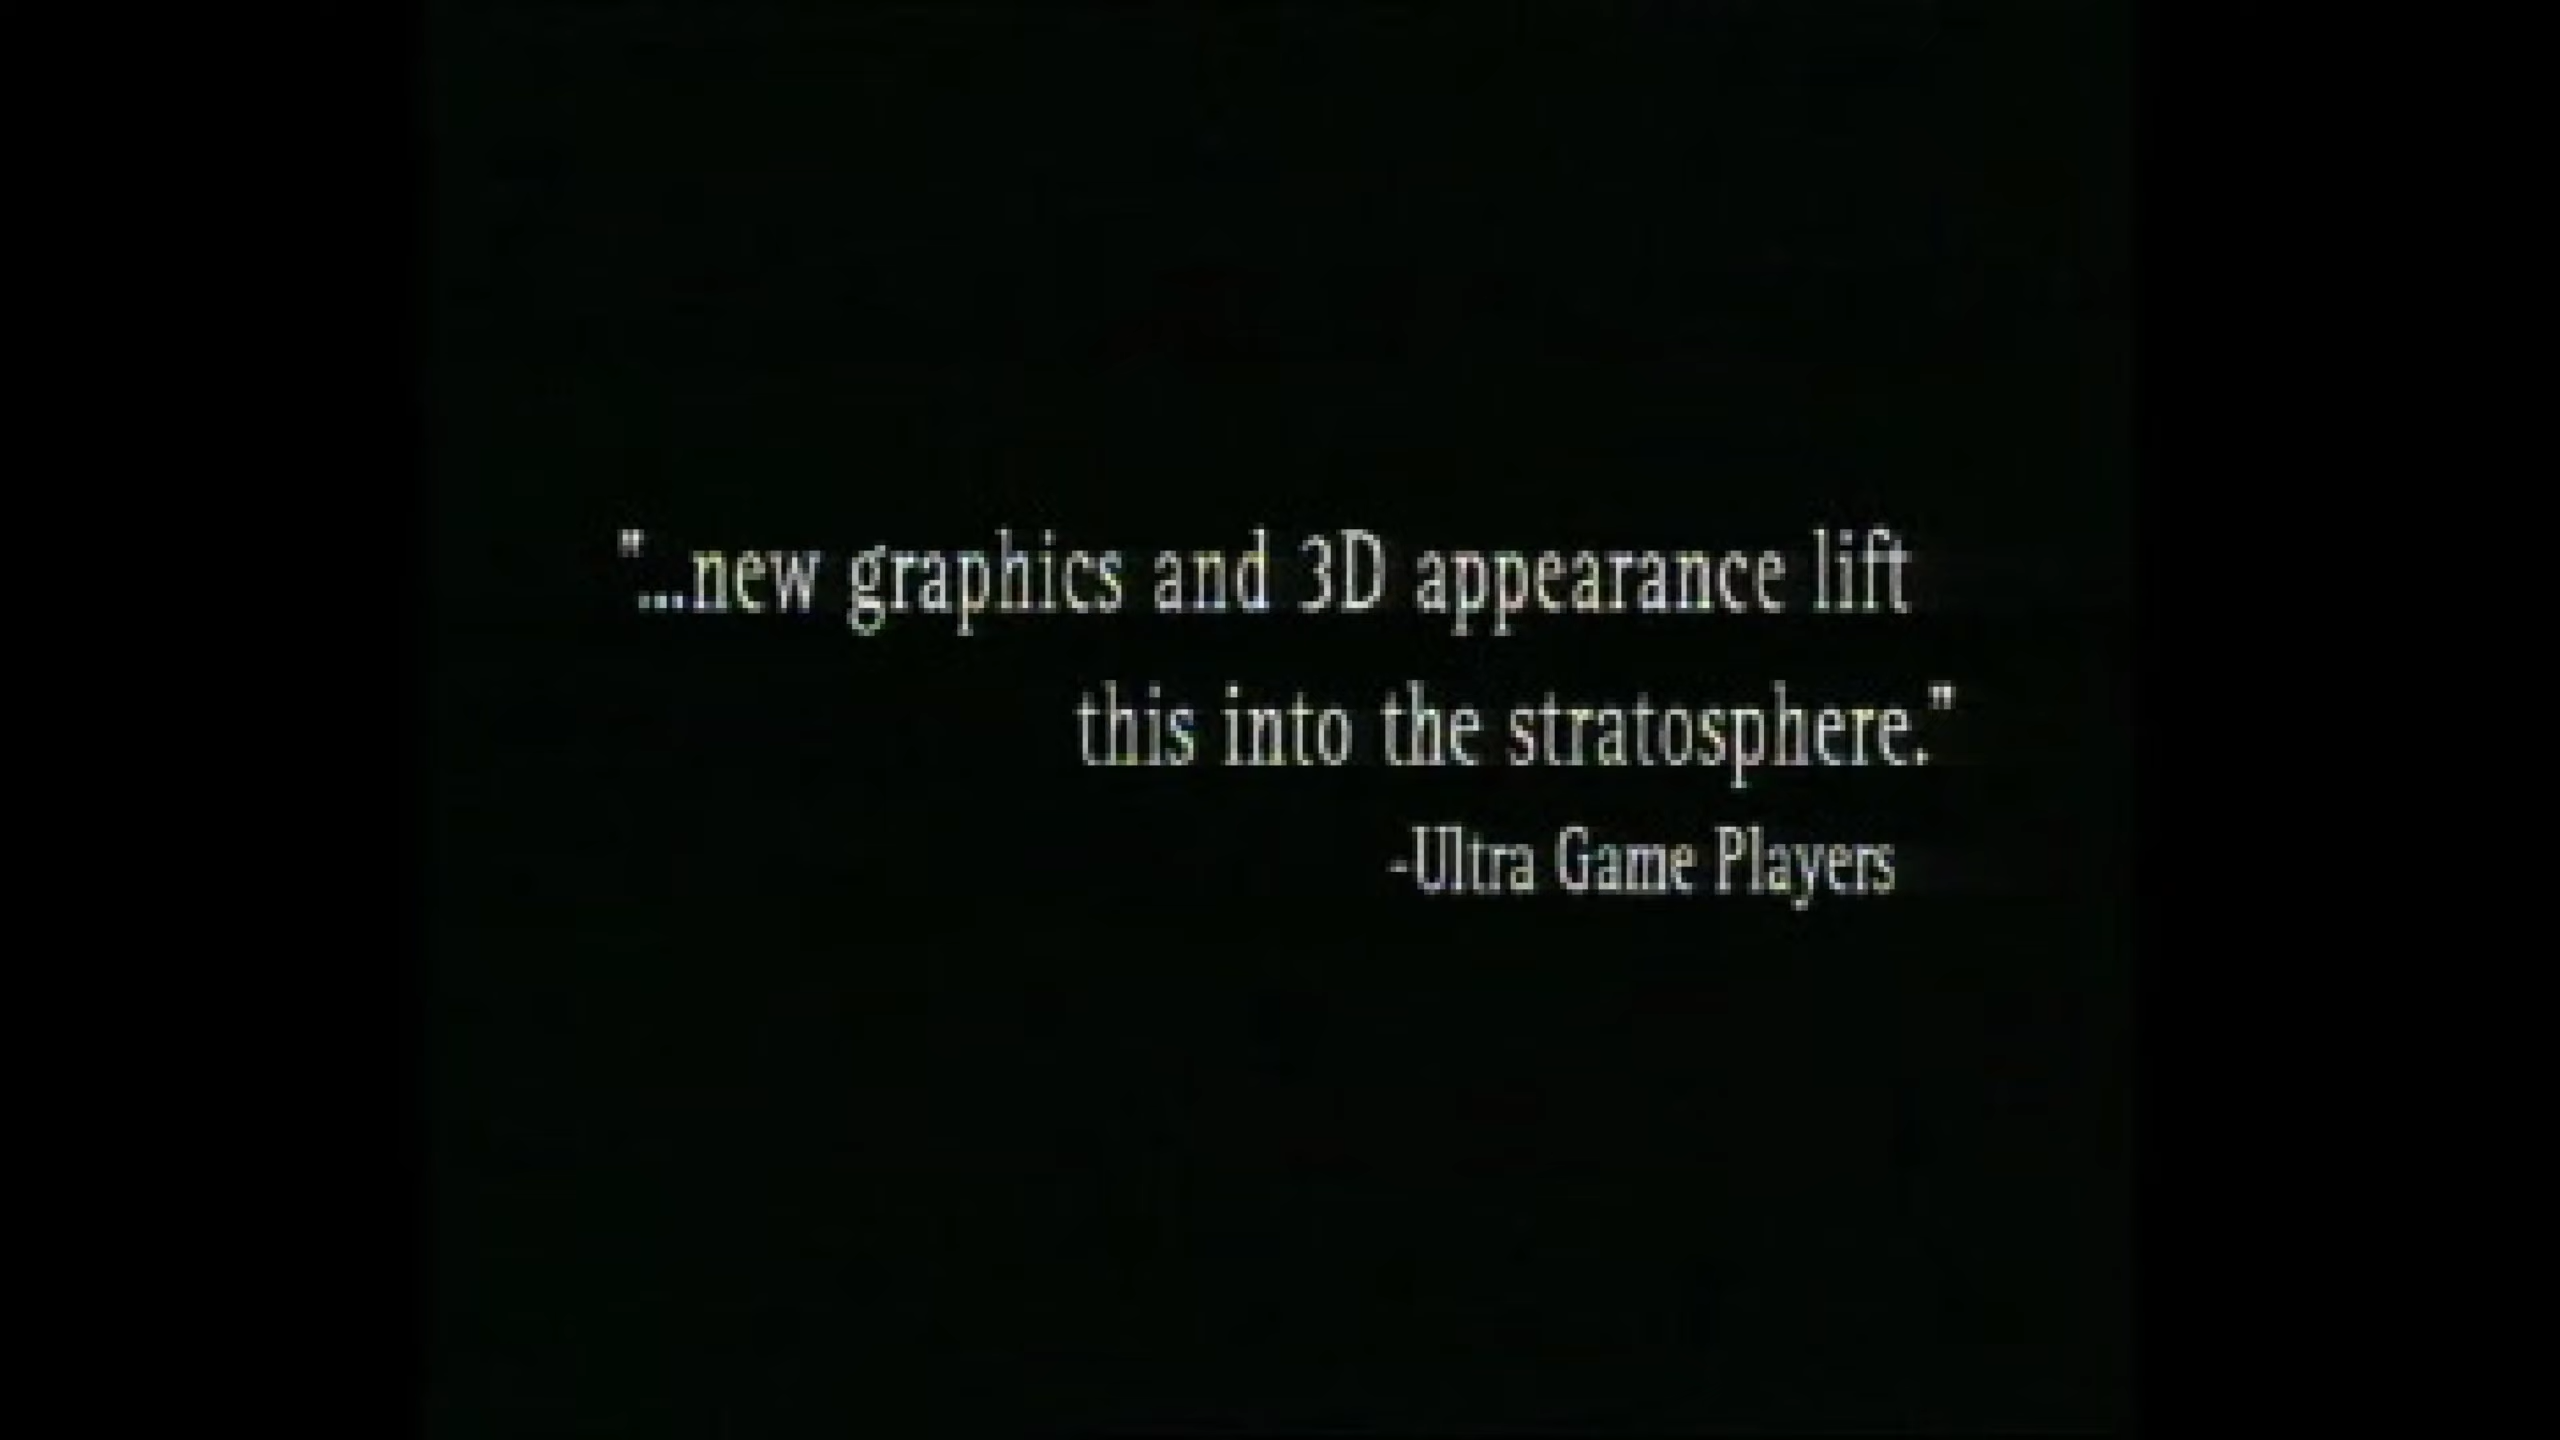 "...new graphics and 3D appearance lift
this into the stratosphere."
-Ultra Game Players